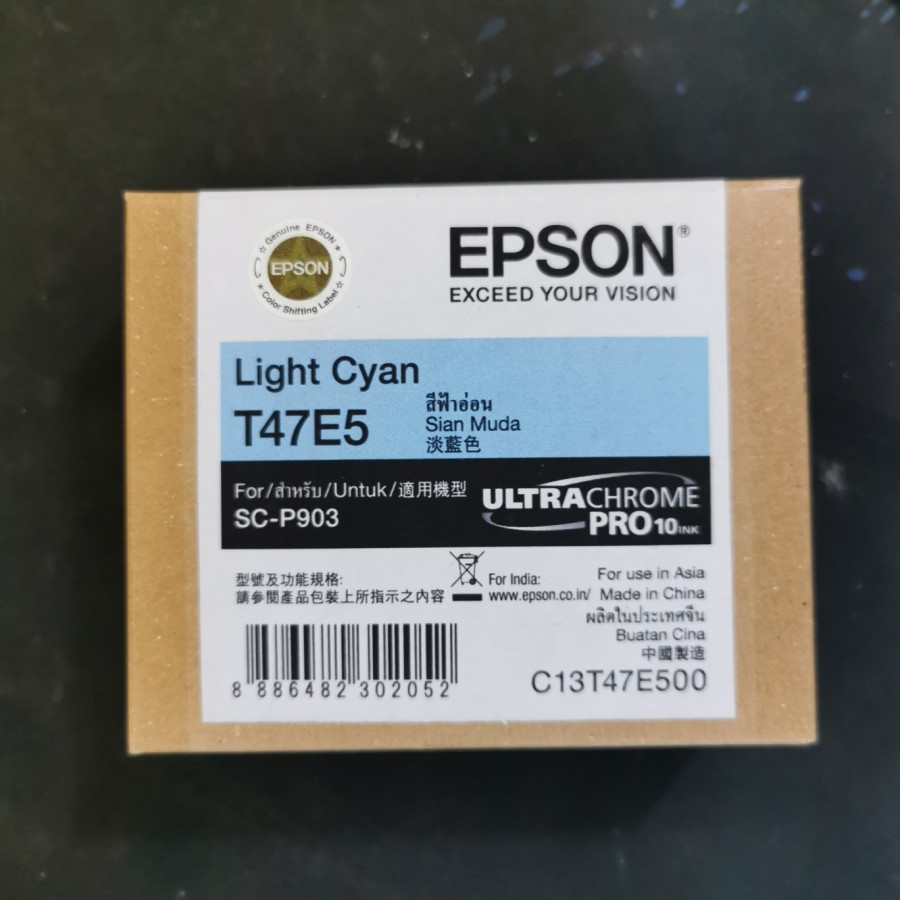 ☆ Genuine EPSON ☆
EPSON
★ Color Shifting Label ☆
EPSON®
EXCEED YOUR VISION
Light Cyan
T47E5
สีฟ้าอ่อน
Sian Muda
淡藍色
For/สำหรับ/Untuk/適用機型
SC-P903
ULTRACHROME
PRO10INK
型號及功能規格:
請參閱產品包裝上所指示之內容
For India:
www.epson.co.in/
For use in Asia
Made in China
ผลิตในประเทศจีน
Buatan Cina
中國製造
8 886482 302052
C13T47E500